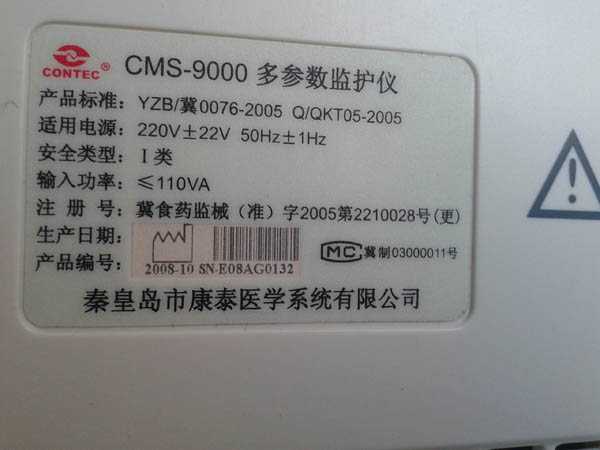 CONTEC® CMS-9000 多参数监护仪
产品标准: YZB/冀0076-2005 Q/QKT05-2005
适用电源: 220V±22V 50Hz±1Hz
安全类型: I 类
输入功率: ≤110VA
注 册 号: 冀食药监械（准）字2005第2210028号(更)
生产日期:
产品编号: 2008-10 SN-E08AG0132
CMC 冀制03000011号
秦皇岛市康泰医学系统有限公司